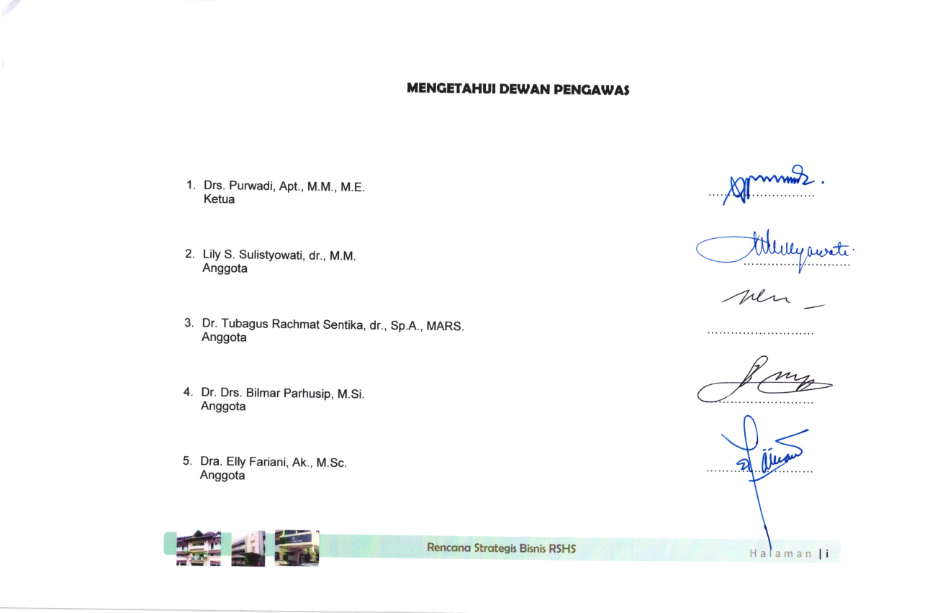 MENGETAHUI DEWAN PENGAWAS
1. Drs. Purwadi, Apt., M.M., M.E.
Ketua
2. Lily S. Sulistyowati, dr., M.M.
Anggota
3. Dr. Tubagus Rachmat Sentika, dr., Sp.A., MARS.
Anggota
4. Dr. Drs. Bilmar Parhusip, M.Si.
Anggota
5. Dra. Elly Fariani, Ak., M.Sc.
Anggota
Rencana Strategis Bisnis RSHS
Halaman | i